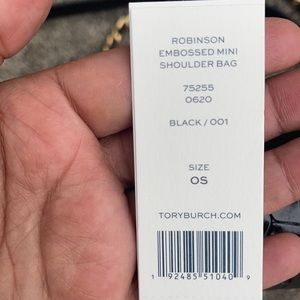 ROBINSON
EMBOSSED MINI
SHOULDER BAG
75255
0620
BLACK / 001
SIZE
OS
TORYBURCH.COM
1 92485 51040 9